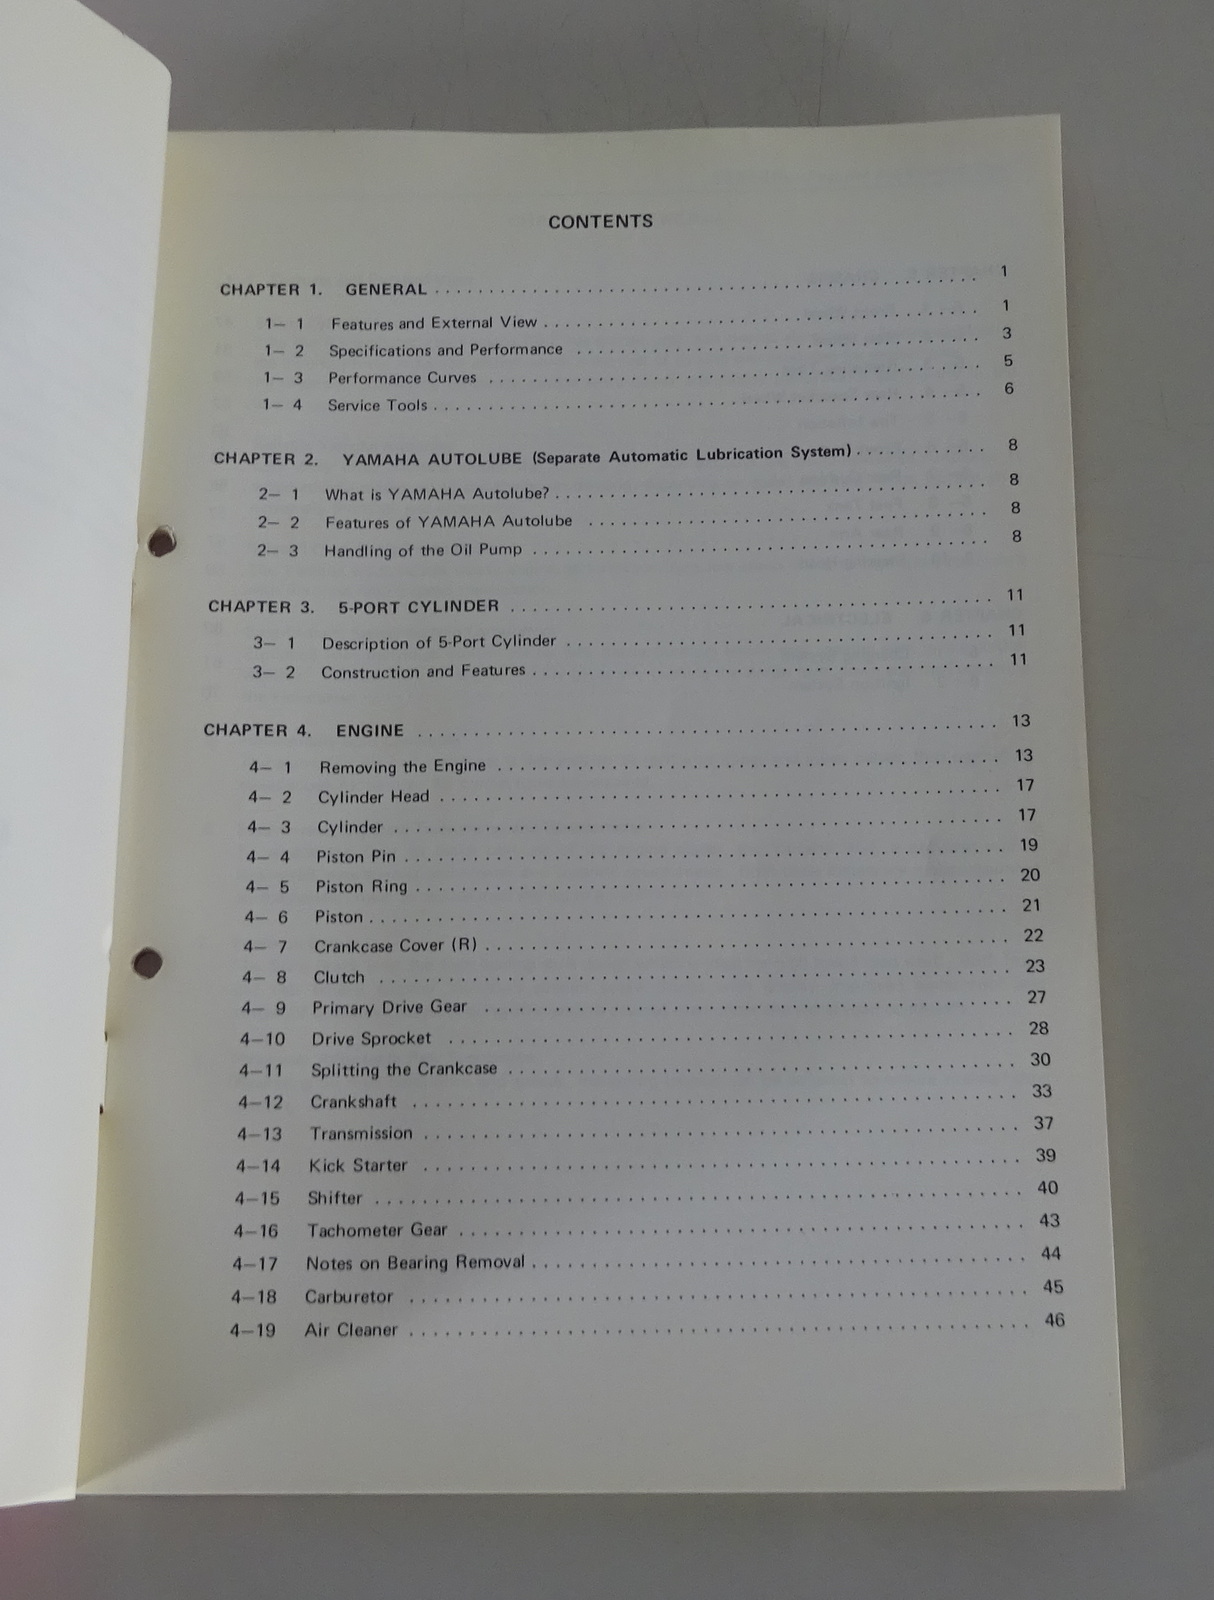 CONTENTS
CHAPTER 1. GENERAL . . . . . . . . . . 1
1— 1 Features and External View . . . . . . . . . . 1
1— 2 Specifications and Performance . . . . . . . . . . 3
1— 3 Performance Curves . . . . . . . . . . 5
1— 4 Service Tools . . . . . . . . . . 6
CHAPTER 2. YAMAHA AUTOLUBE (Separate Automatic Lubrication System) . . . . . . . . . . 8
2— 1 What is YAMAHA Autolube? . . . . . . . . . . 8
2— 2 Features of YAMAHA Autolube . . . . . . . . . . 8
2— 3 Handling of the Oil Pump . . . . . . . . . . 8
CHAPTER 3. 5-PORT CYLINDER . . . . . . . . . . 11
3— 1 Description of 5-Port Cylinder . . . . . . . . . . 11
3— 2 Construction and Features . . . . . . . . . . 11
CHAPTER 4. ENGINE . . . . . . . . . . 13
4— 1 Removing the Engine . . . . . . . . . . 13
4— 2 Cylinder Head . . . . . . . . . . 17
4— 3 Cylinder . . . . . . . . . . 17
4— 4 Piston Pin . . . . . . . . . . 19
4— 5 Piston Ring . . . . . . . . . . 20
4— 6 Piston . . . . . . . . . . 21
4— 7 Crankcase Cover (R) . . . . . . . . . . 22
4— 8 Clutch . . . . . . . . . . 23
4— 9 Primary Drive Gear . . . . . . . . . . 27
4—10 Drive Sprocket . . . . . . . . . . 28
4—11 Splitting the Crankcase . . . . . . . . . . 30
4—12 Crankshaft . . . . . . . . . . 33
4—13 Transmission . . . . . . . . . . 37
4—14 Kick Starter . . . . . . . . . . 39
4—15 Shifter . . . . . . . . . . 40
4—16 Tachometer Gear . . . . . . . . . . 43
4—17 Notes on Bearing Removal . . . . . . . . . . 44
4—18 Carburetor . . . . . . . . . . 45
4—19 Air Cleaner . . . . . . . . . . 46